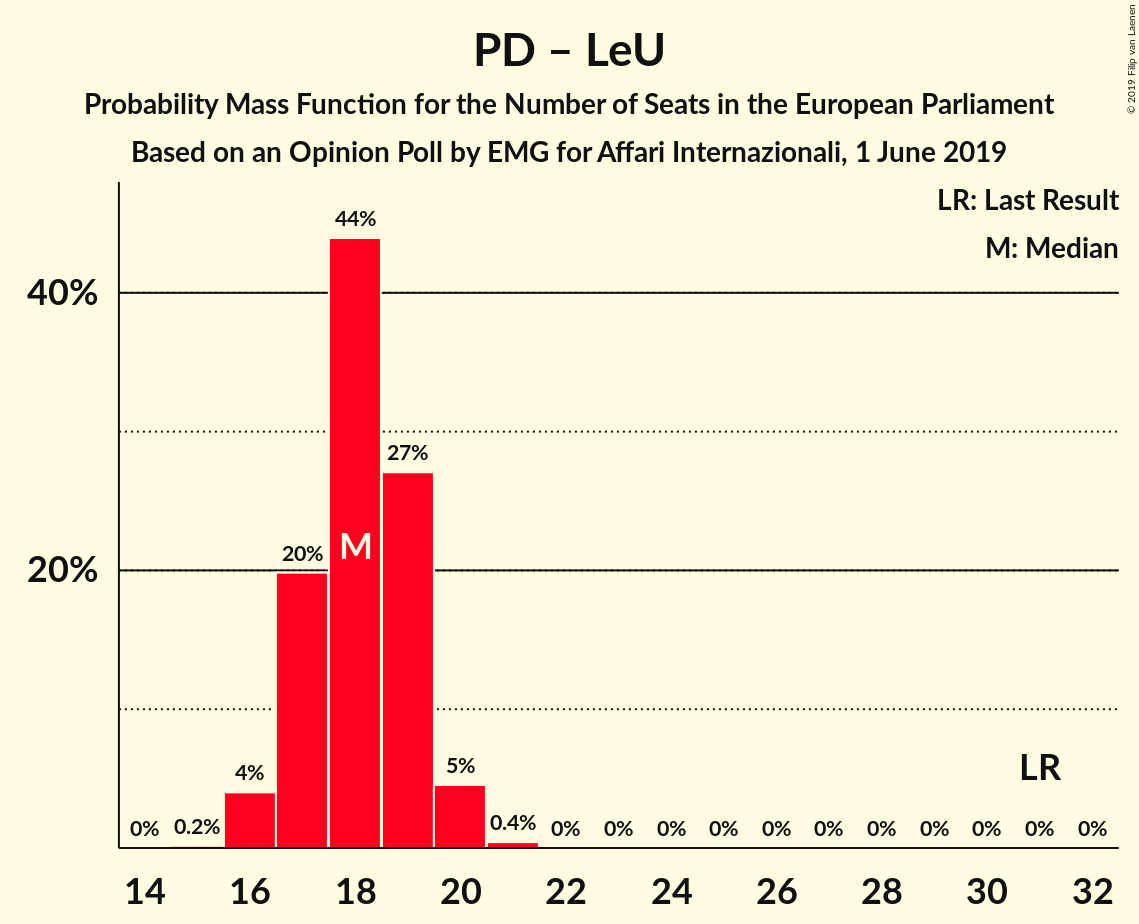 PD – LeU
Probability Mass Function for the Number of Seats in the European Parliament
Based on an Opinion Poll by EMG for Affari Internazionali, 1 June 2019
© 2019 Filip van Laenen
LR: Last Result
M: Median
44%
40%
27%
20%
M
20%
LR
4%
5%
0%
0.2%
0.4%
0%
0%
0%
0%
0%
0%
0%
0%
0%
0%
0%
14 16 18 20 22 24 26 28 30 32